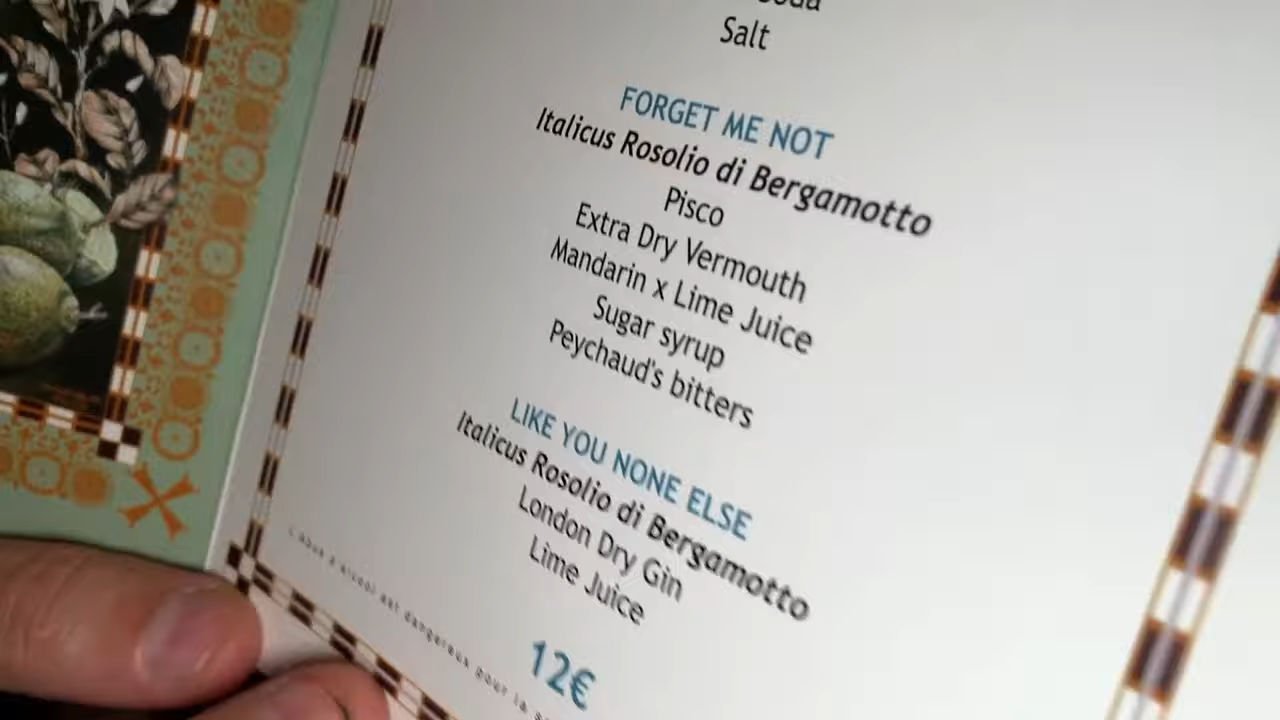 Salt
FORGET ME NOT
Italicus Rosolio di Bergamotto
Pisco
Extra Dry Vermouth
Mandarin x Lime Juice
Sugar syrup
Peychaud's bitters
LIKE YOU NONE ELSE
Italicus Rosolio di Bergamotto
London Dry Gin
Lime Juice
12€
L'abus d'alcool est dangereux pour la